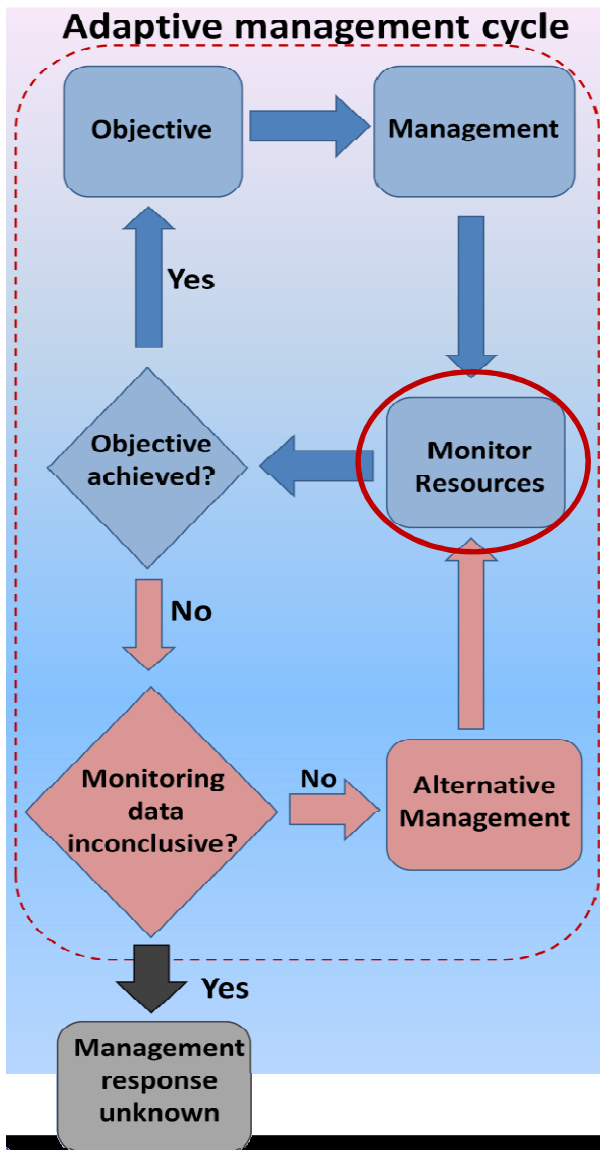 Adaptive management cycle
Objective
Management
Yes
Objective
achieved?
Monitor
Resources
No
Monitoring
data
inconclusive?
No
Alternative
Management
Yes
Management
response
unknown